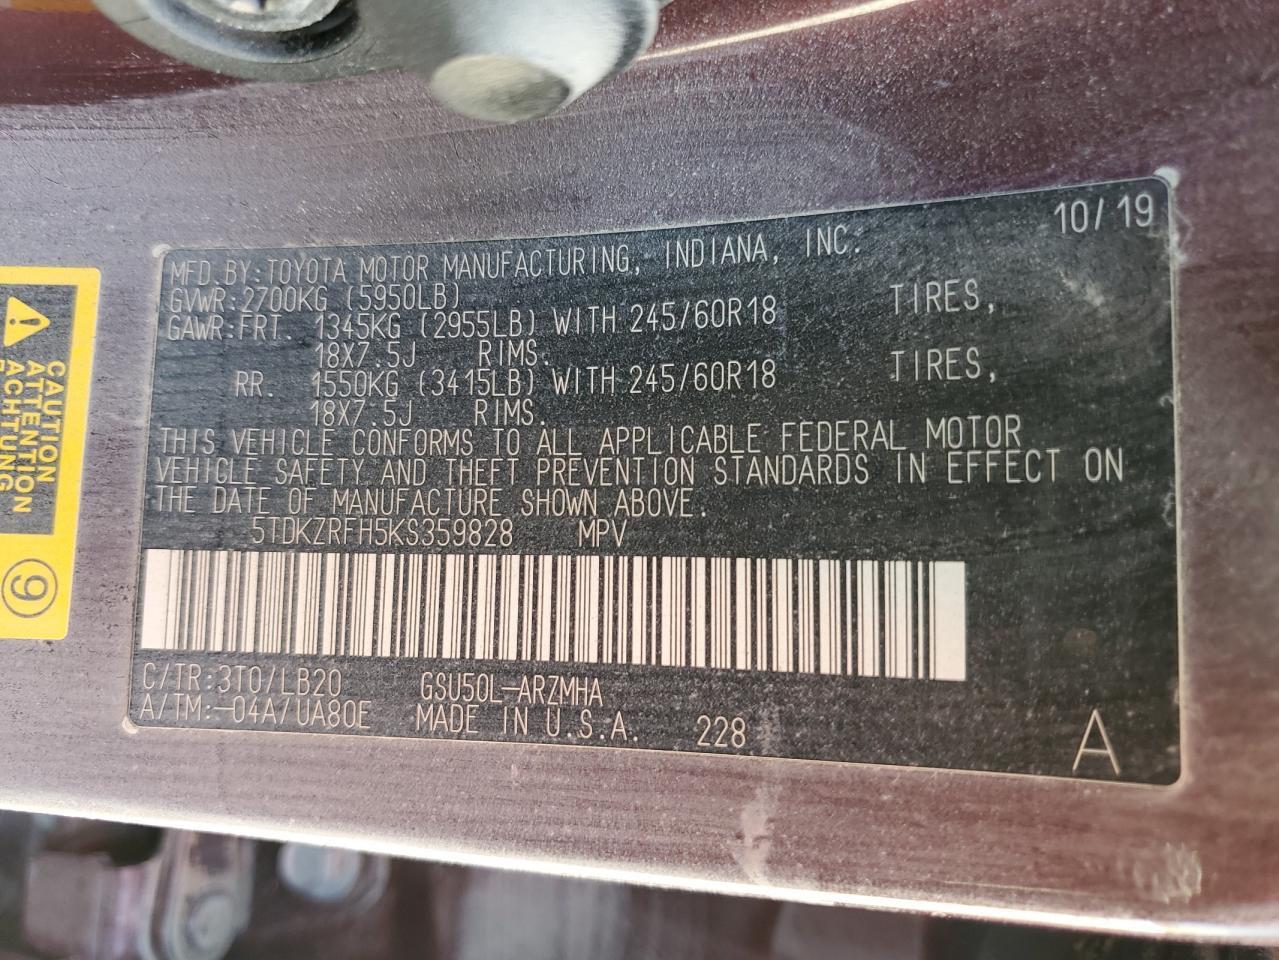 10/19
MFD.BY:TOYOTA MOTOR MANUFACTURING, INDIANA, INC.
GVWR:2700KG (5950LB)
GAWR:FRT. 1345KG (2955LB) WITH 245/60R18 TIRES,
18X7.5J RIMS.
RR. 1550KG (3415LB) WITH 245/60R18 TIRES,
18X7.5J RIMS.
THIS VEHICLE CONFORMS TO ALL APPLICABLE FEDERAL MOTOR
VEHICLE SAFETY AND THEFT PREVENTION STANDARDS IN EFFECT ON
THE DATE OF MANUFACTURE SHOWN ABOVE.
5TDKZRFH5KS359828 MPV
C/TR:3T0/LB20 GSU50L-ARZMHA
A/TM:-04A/UA80E MADE IN U.S.A. 228 A
CAUTION
ATTENTION
ACHTUNG
9